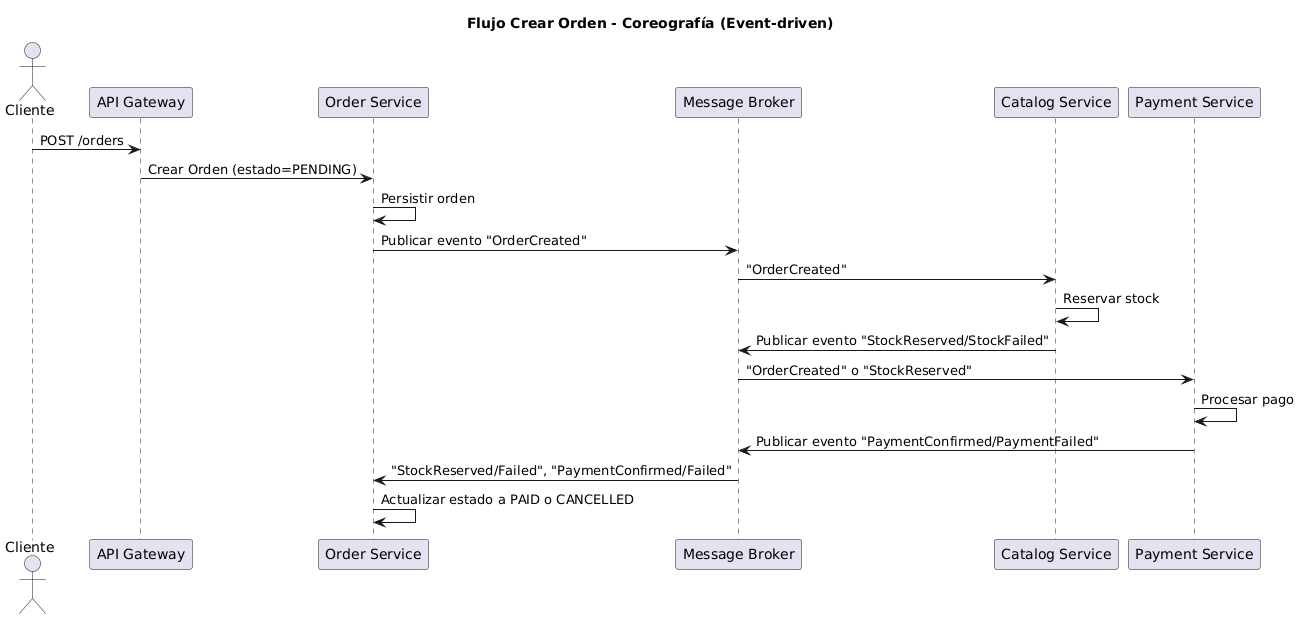 Flujo Crear Orden - Coreografía (Event-driven)
Cliente
API Gateway
Order Service
Message Broker
Catalog Service
Payment Service
POST /orders
Crear Orden (estado=PENDING)
Persistir orden
Publicar evento "OrderCreated"
"OrderCreated"
Reservar stock
Publicar evento "StockReserved/StockFailed"
"OrderCreated" o "StockReserved"
Procesar pago
Publicar evento "PaymentConfirmed/PaymentFailed"
"StockReserved/Failed", "PaymentConfirmed/Failed"
Actualizar estado a PAID o CANCELLED
Cliente
API Gateway
Order Service
Message Broker
Catalog Service
Payment Service